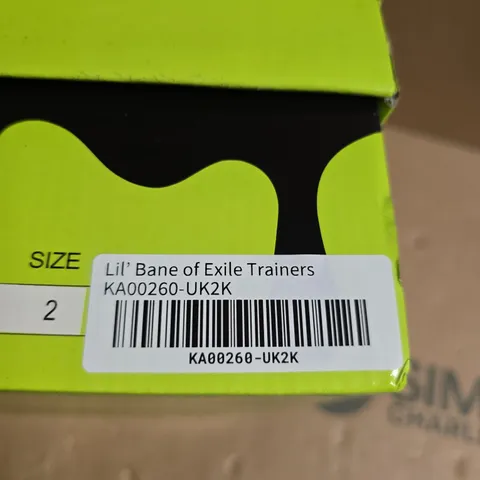 SIZE
2
Lil’ Bane of Exile Trainers
KA00260-UK2K
KA00260-UK2K